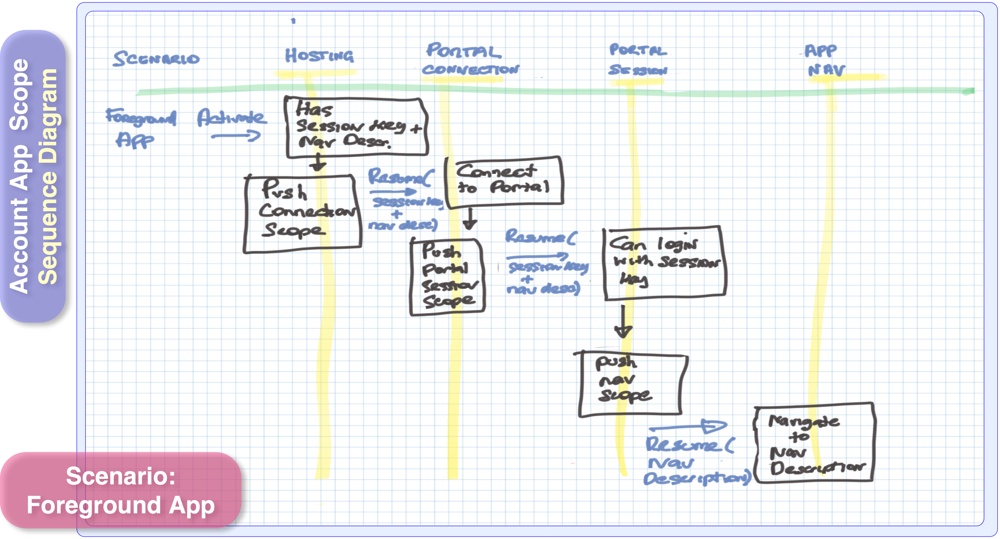 Account App Scope
Sequence Diagram
SCENARIO
HOSTING
PORTAL
CONNECTION
PORTAL
SESSION
APP
NAV
Foreground
App
Activate
Has
Session Key +
Nav Descr.
Push
Connection
Scope
Resume(
session key
+
nav desc)
Connect
to Portal
Push
Portal
Session
Scope
Resume(
session key
+
nav desc)
Can login
with session
key
push
nav
scope
Resume(
Nav
Description)
Navigate
to
Nav
Description
Scenario:
Foreground App